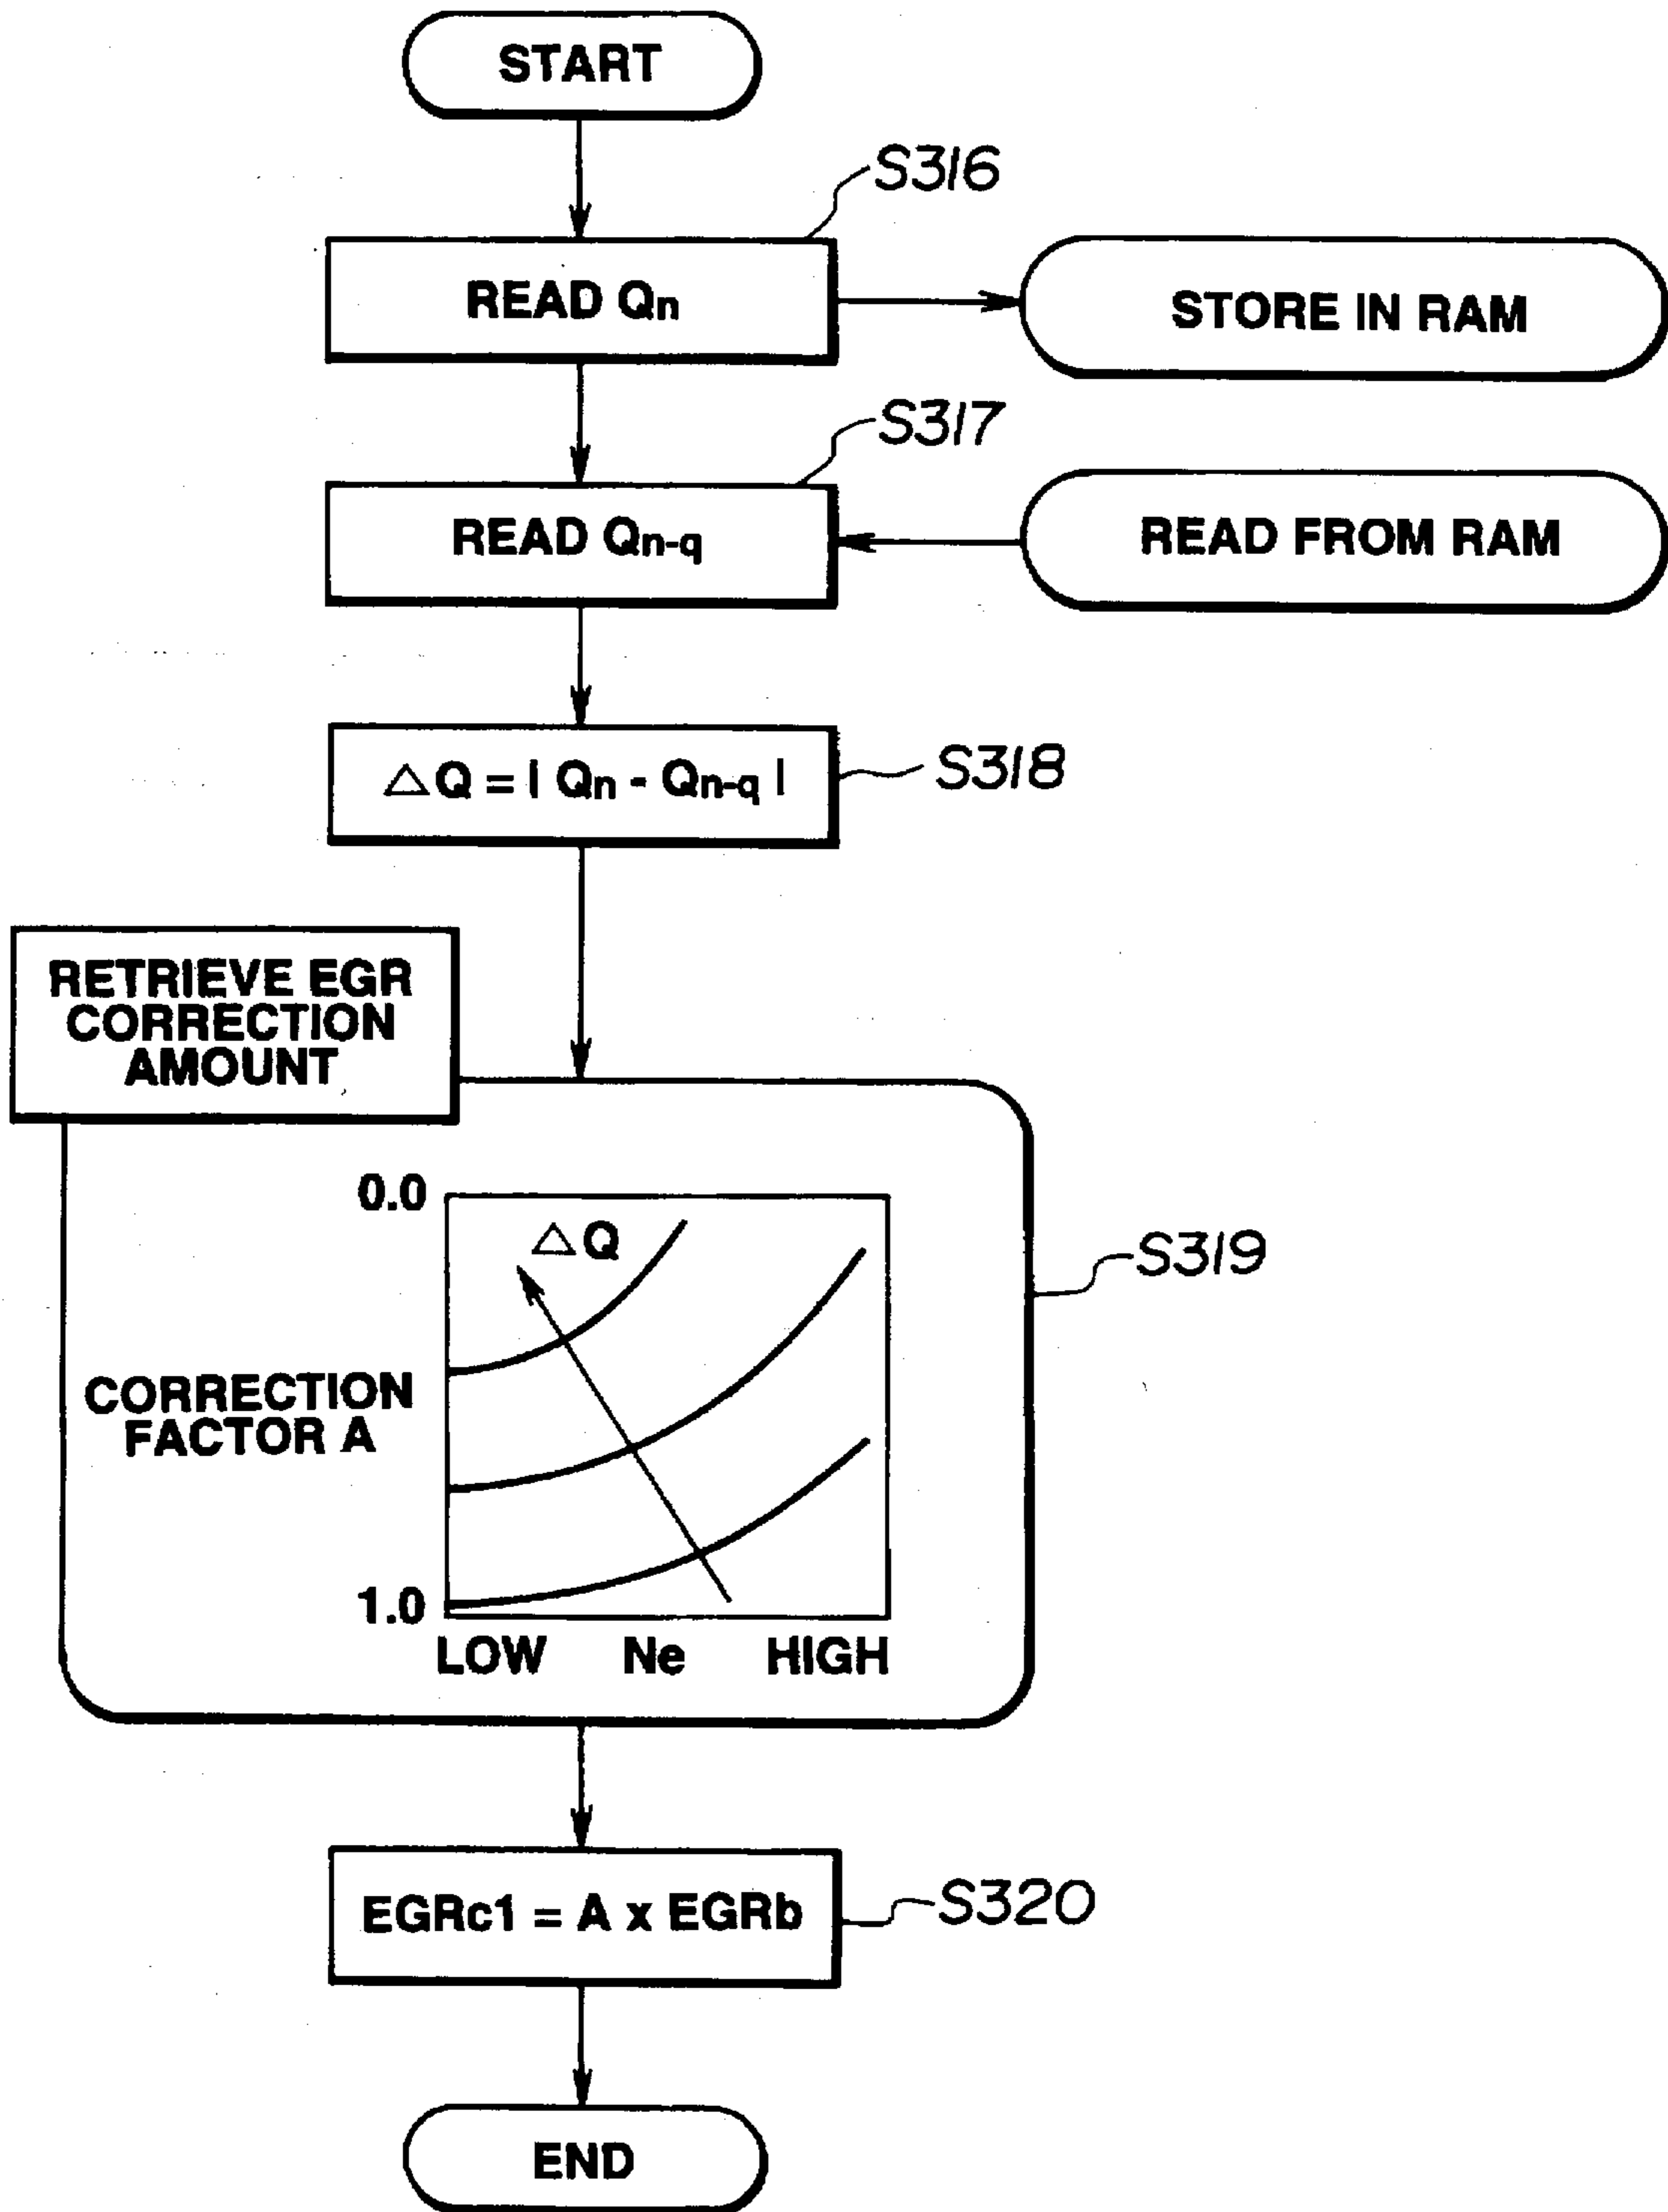 START
S316
READ Qn
STORE IN RAM
S317
READ Qn-q
READ FROM RAM
△Q = | Qn - Qn-q |
S318
RETRIEVE EGR
CORRECTION
AMOUNT
0.0
△Q
S319
CORRECTION
FACTOR A
1.0
LOW Ne HIGH
EGRc1 = A x EGRb
S320
END